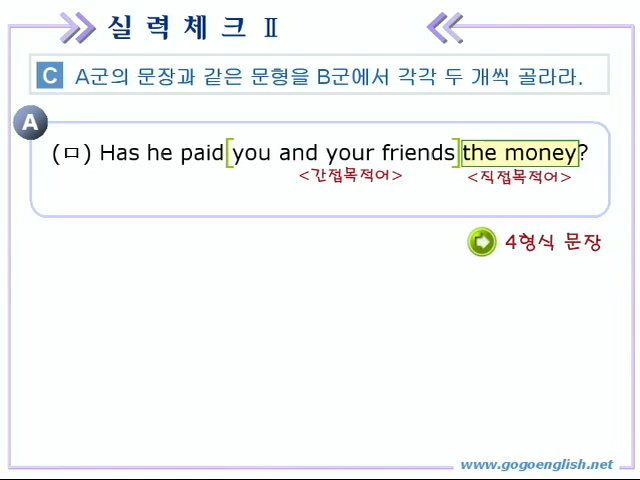 실 력 체 크 Ⅱ
C A군의 문장과 같은 문형을 B군에서 각각 두 개씩 골라라.
A
(ㅁ) Has he paid [you and your friends] the money?
<간접목적어> <직접목적어>
4형식 문장
www.gogoenglish.net